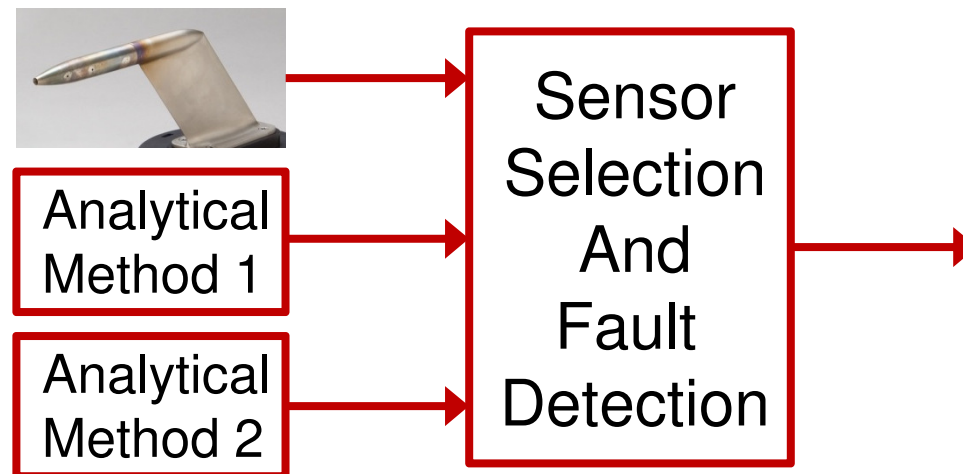 Analytical
Method 1
Analytical
Method 2
Sensor
Selection
And
Fault
Detection